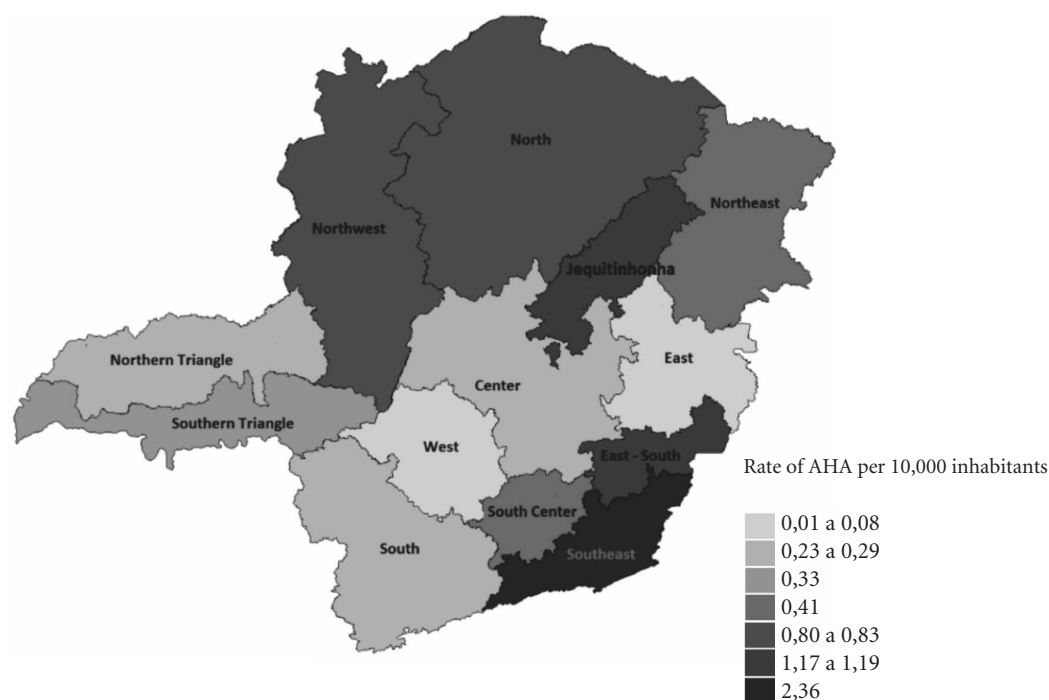 North
Northeast
Northwest
Jequitinhonha
Northern Triangle
East
Center
Southern Triangle
West
East - South
South Center
South
Southeast
Rate of AHA per 10,000 inhabitants
0,01 a 0,08
0,23 a 0,29
0,33
0,41
0,80 a 0,83
1,17 a 1,19
2,36